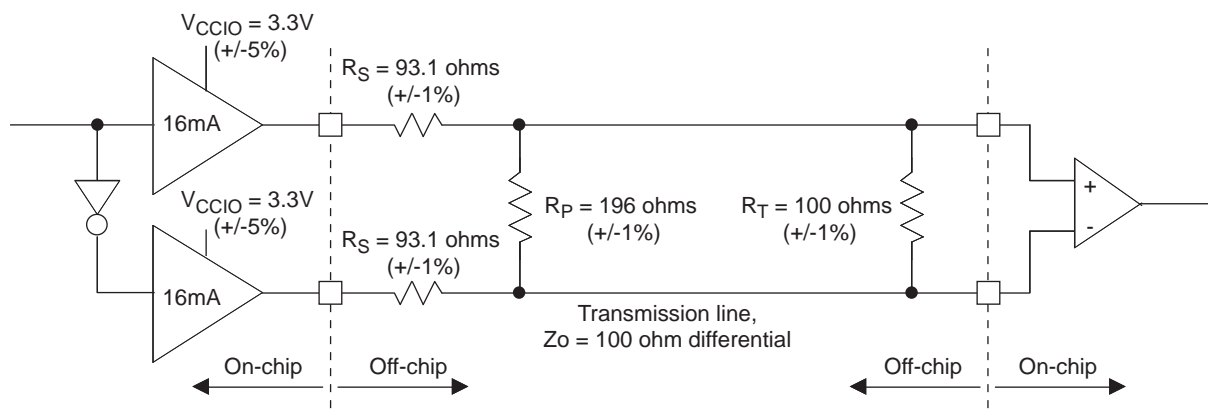 VCCIO = 3.3V
(+/-5%)
RS = 93.1 ohms
(+/-1%)
16mA
VCCIO = 3.3V
(+/-5%)
RS = 93.1 ohms
(+/-1%)
16mA
RP = 196 ohms
(+/-1%)
RT = 100 ohms
(+/-1%)
+
-
Transmission line,
Zo = 100 ohm differential
On-chip
Off-chip
Off-chip
On-chip